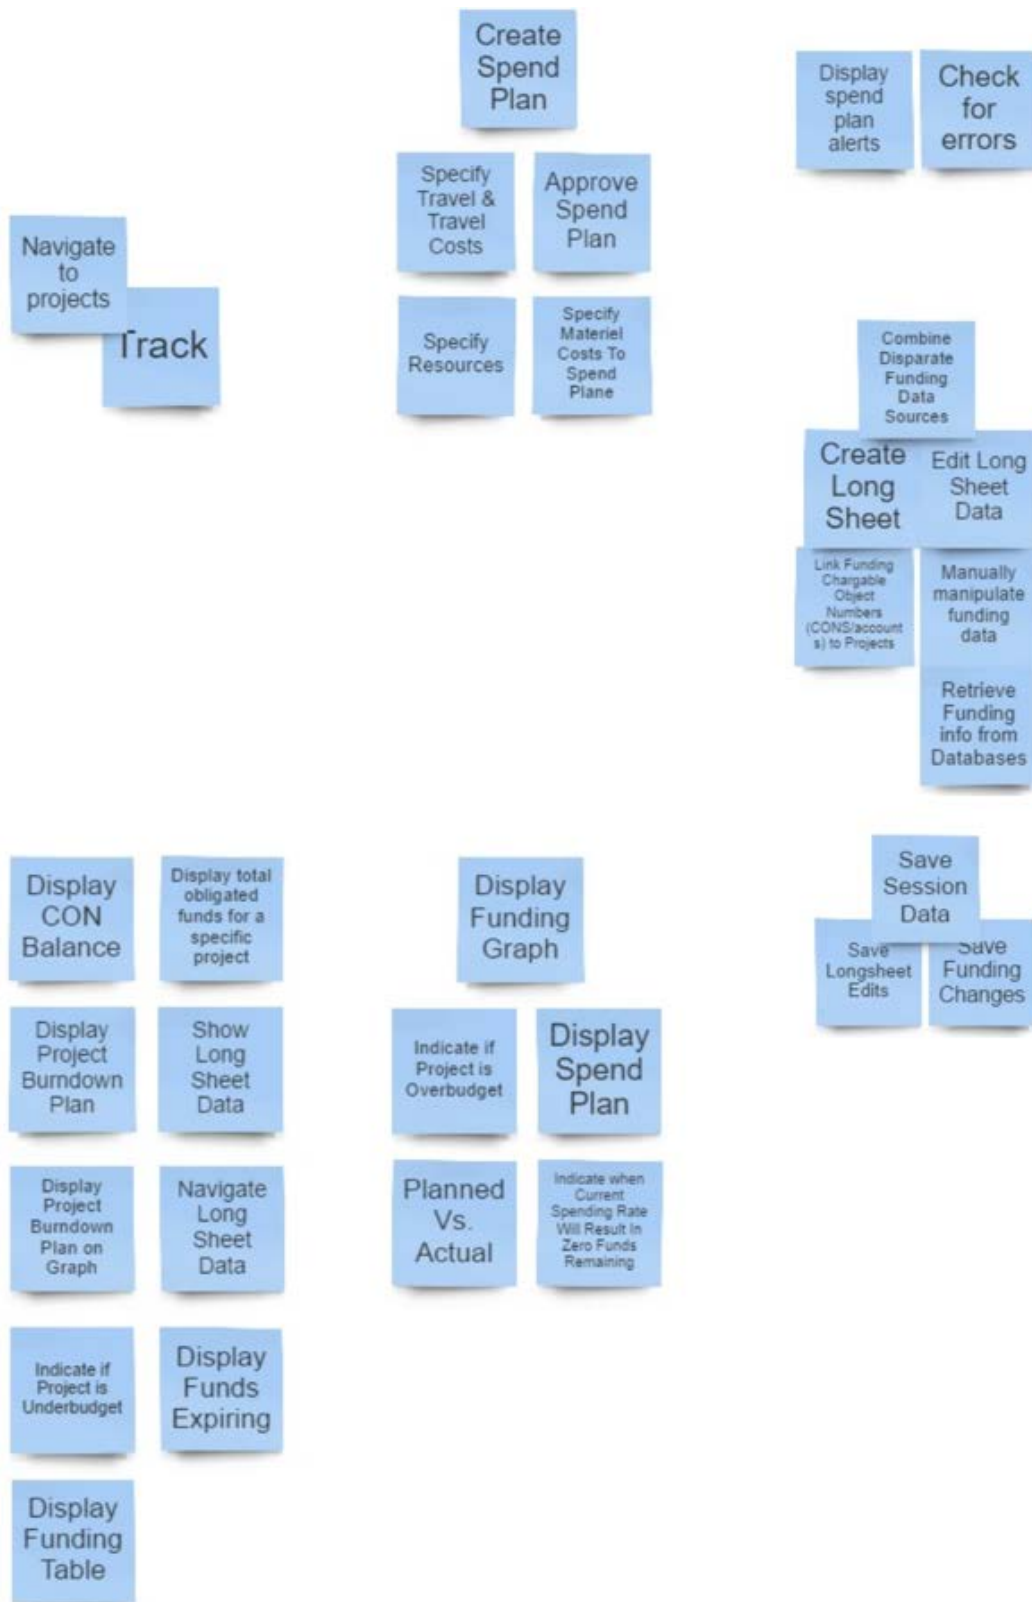 Create
Spend
Plan
Display
spend
plan
alerts
Check
for
errors
Specify
Travel &
Travel
Costs
Approve
Spend
Plan
Navigate
to
projects
Track
Specify
Resources
Specify
Materiel
Costs To
Spend
Plane
Combine
Disparate
Funding
Data
Sources
Create
Long
Sheet
Edit Long
Sheet
Data
Link Funding
Chargable
Object
Numbers
(CONS/account
s) to Projects
Manually
manipulate
funding
data
Retrieve
Funding
info from
Databases
Display
CON
Balance
Display total
obligated
funds for a
specific
project
Display
Funding
Graph
Save
Session
Data
Save
Longsheet
Edits
Save
Funding
Changes
Display
Project
Burndown
Plan
Show
Long
Sheet
Data
Indicate if
Project is
Overbudget
Display
Spend
Plan
Display
Project
Burndown
Plan on
Graph
Navigate
Long
Sheet
Data
Planned
Vs.
Actual
Indicate when
Current
Spending Rate
Will Result In
Zero Funds
Remaining
Indicate if
Project is
Underbudget
Display
Funds
Expiring
Display
Funding
Table